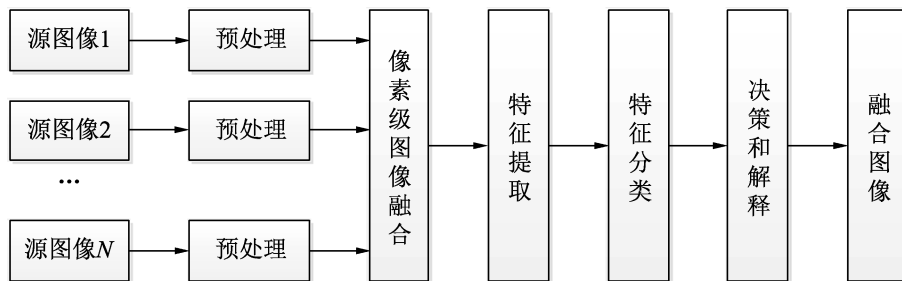 源图像1
预处理
源图像2
预处理
...
源图像N
预处理
像素级图像融合
特征提取
特征分类
决策和解释
融合图像